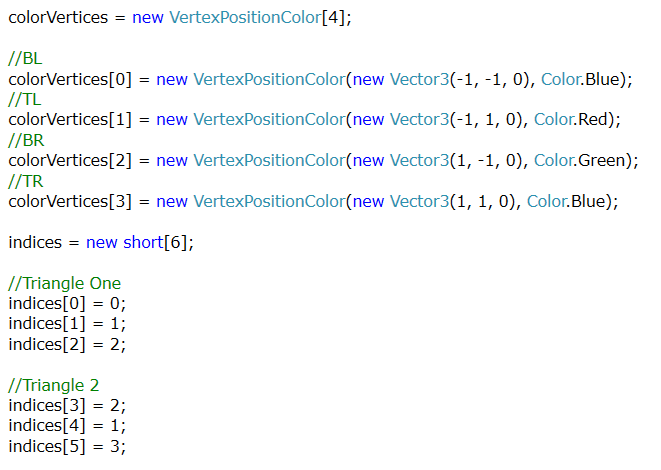 colorVertices = new VertexPositionColor[4];
//BL
colorVertices[0] = new VertexPositionColor(new Vector3(-1, -1, 0), Color.Blue);
//TL
colorVertices[1] = new VertexPositionColor(new Vector3(-1, 1, 0), Color.Red);
//BR
colorVertices[2] = new VertexPositionColor(new Vector3(1, -1, 0), Color.Green);
//TR
colorVertices[3] = new VertexPositionColor(new Vector3(1, 1, 0), Color.Blue);
indices = new short[6];
//Triangle One
indices[0] = 0;
indices[1] = 1;
indices[2] = 2;
//Triangle 2
indices[3] = 2;
indices[4] = 1;
indices[5] = 3;